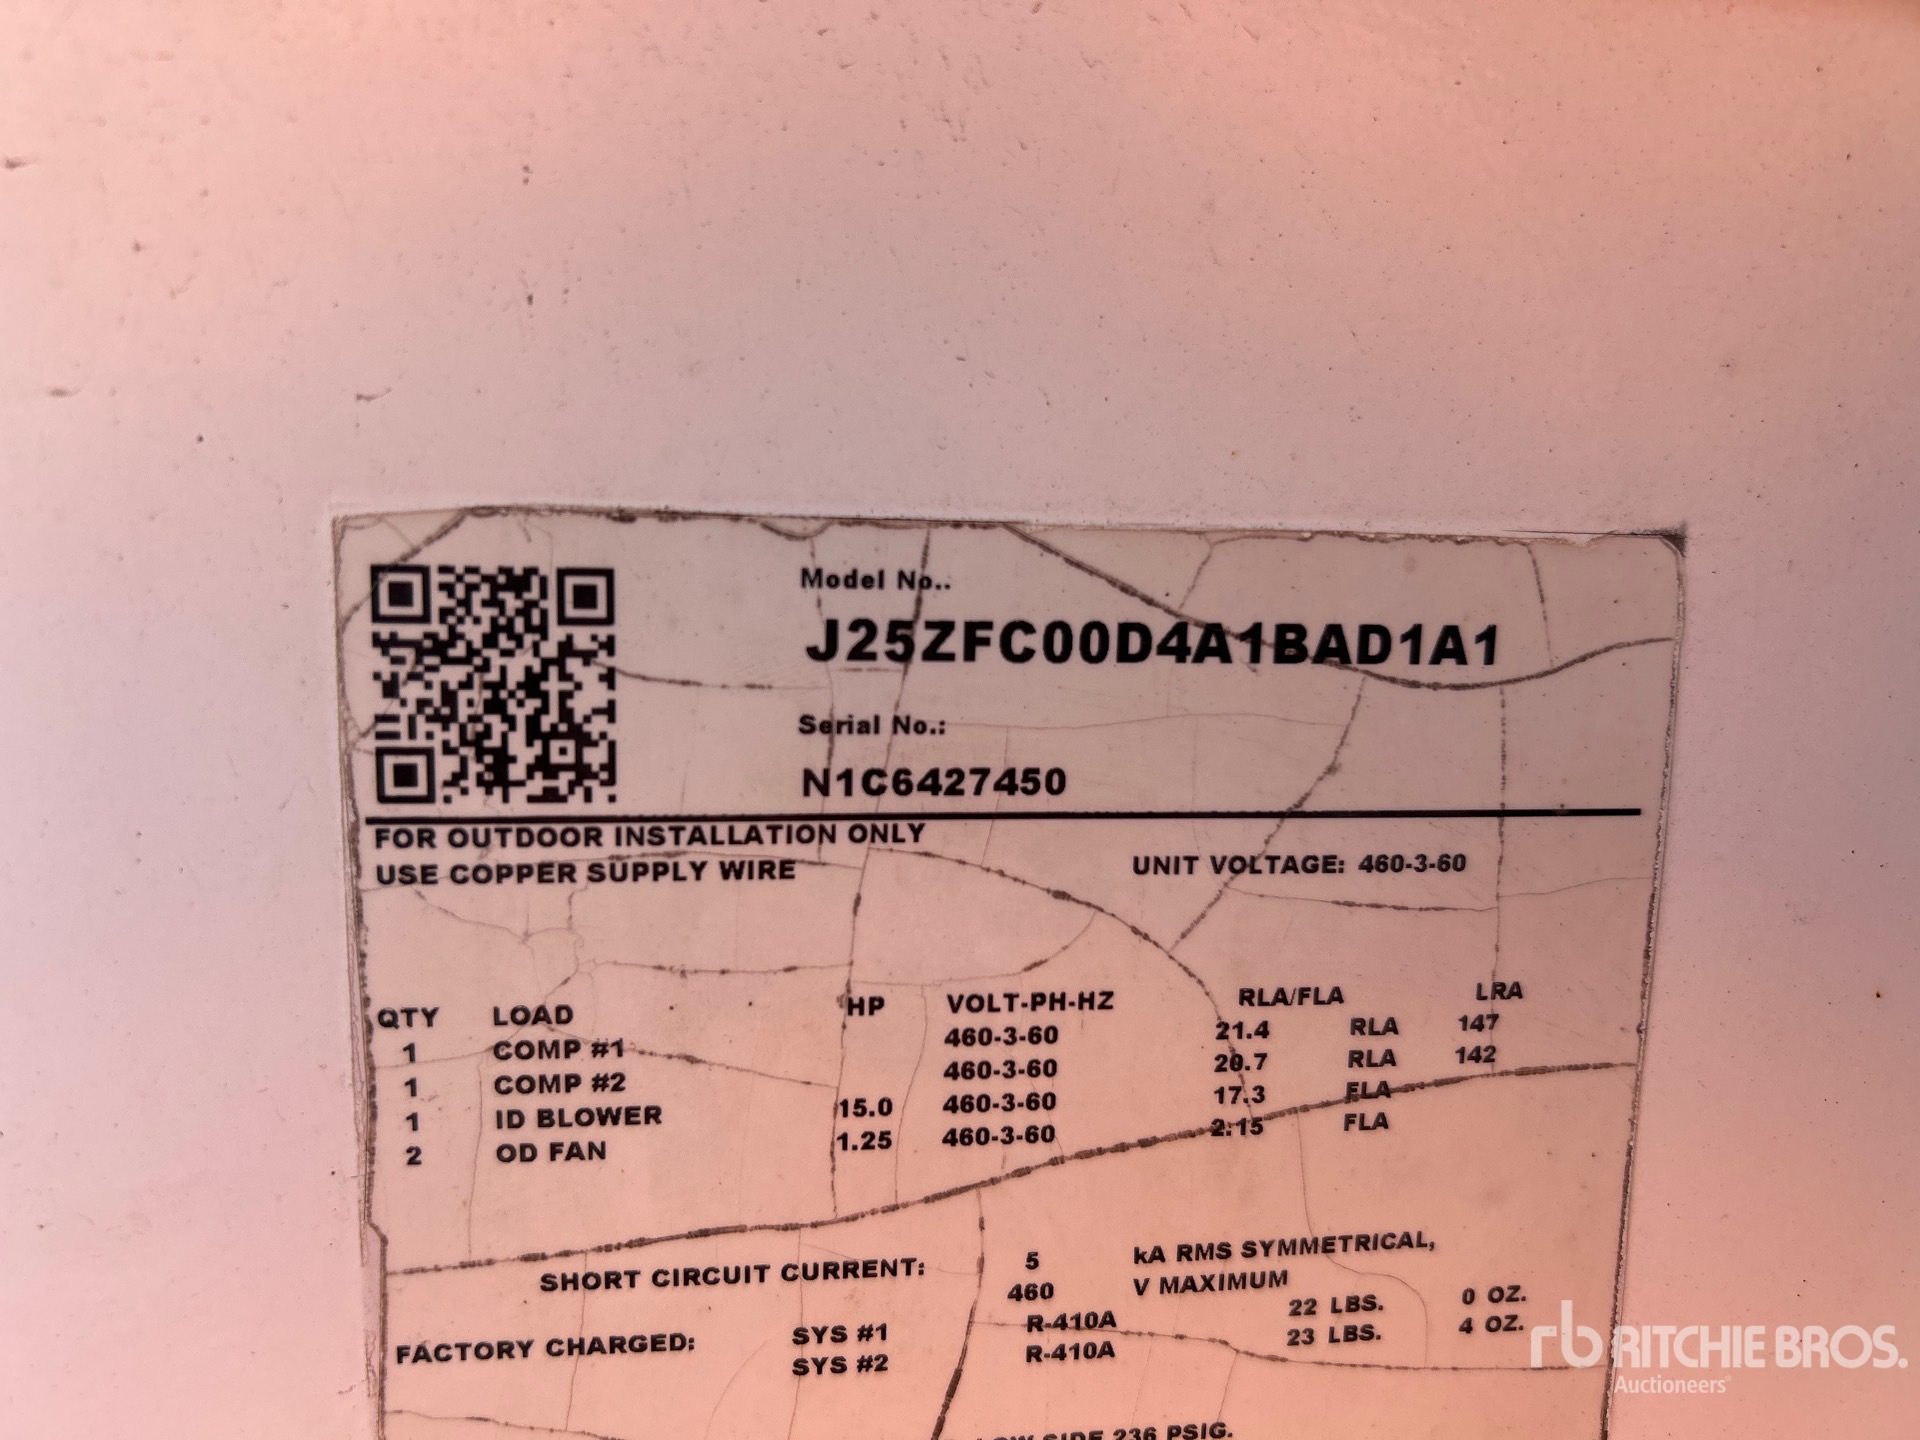 Model No..
J25ZFC00D4A1BAD1A1
Serial No.:
N1C6427450
FOR OUTDOOR INSTALLATION ONLY
USE COPPER SUPPLY WIRE UNIT VOLTAGE: 460-3-60
QTY LOAD HP VOLT-PH-HZ RLA/FLA LRA
1 COMP #1 460-3-60 21.4 RLA 147
1 COMP #2 460-3-60 20.7 RLA 142
1 ID BLOWER 15.0 460-3-60 17.3 FLA
2 OD FAN 1.25 460-3-60 2.15 FLA
SHORT CIRCUIT CURRENT: 5 kA RMS SYMMETRICAL,
460 V MAXIMUM
FACTORY CHARGED: SYS #1 R-410A 22 LBS. 0 OZ.
SYS #2 R-410A 23 LBS. 4 OZ.
LOW SIDE 236 PSIG.
rb RITCHIE BROS.
Auctioneers